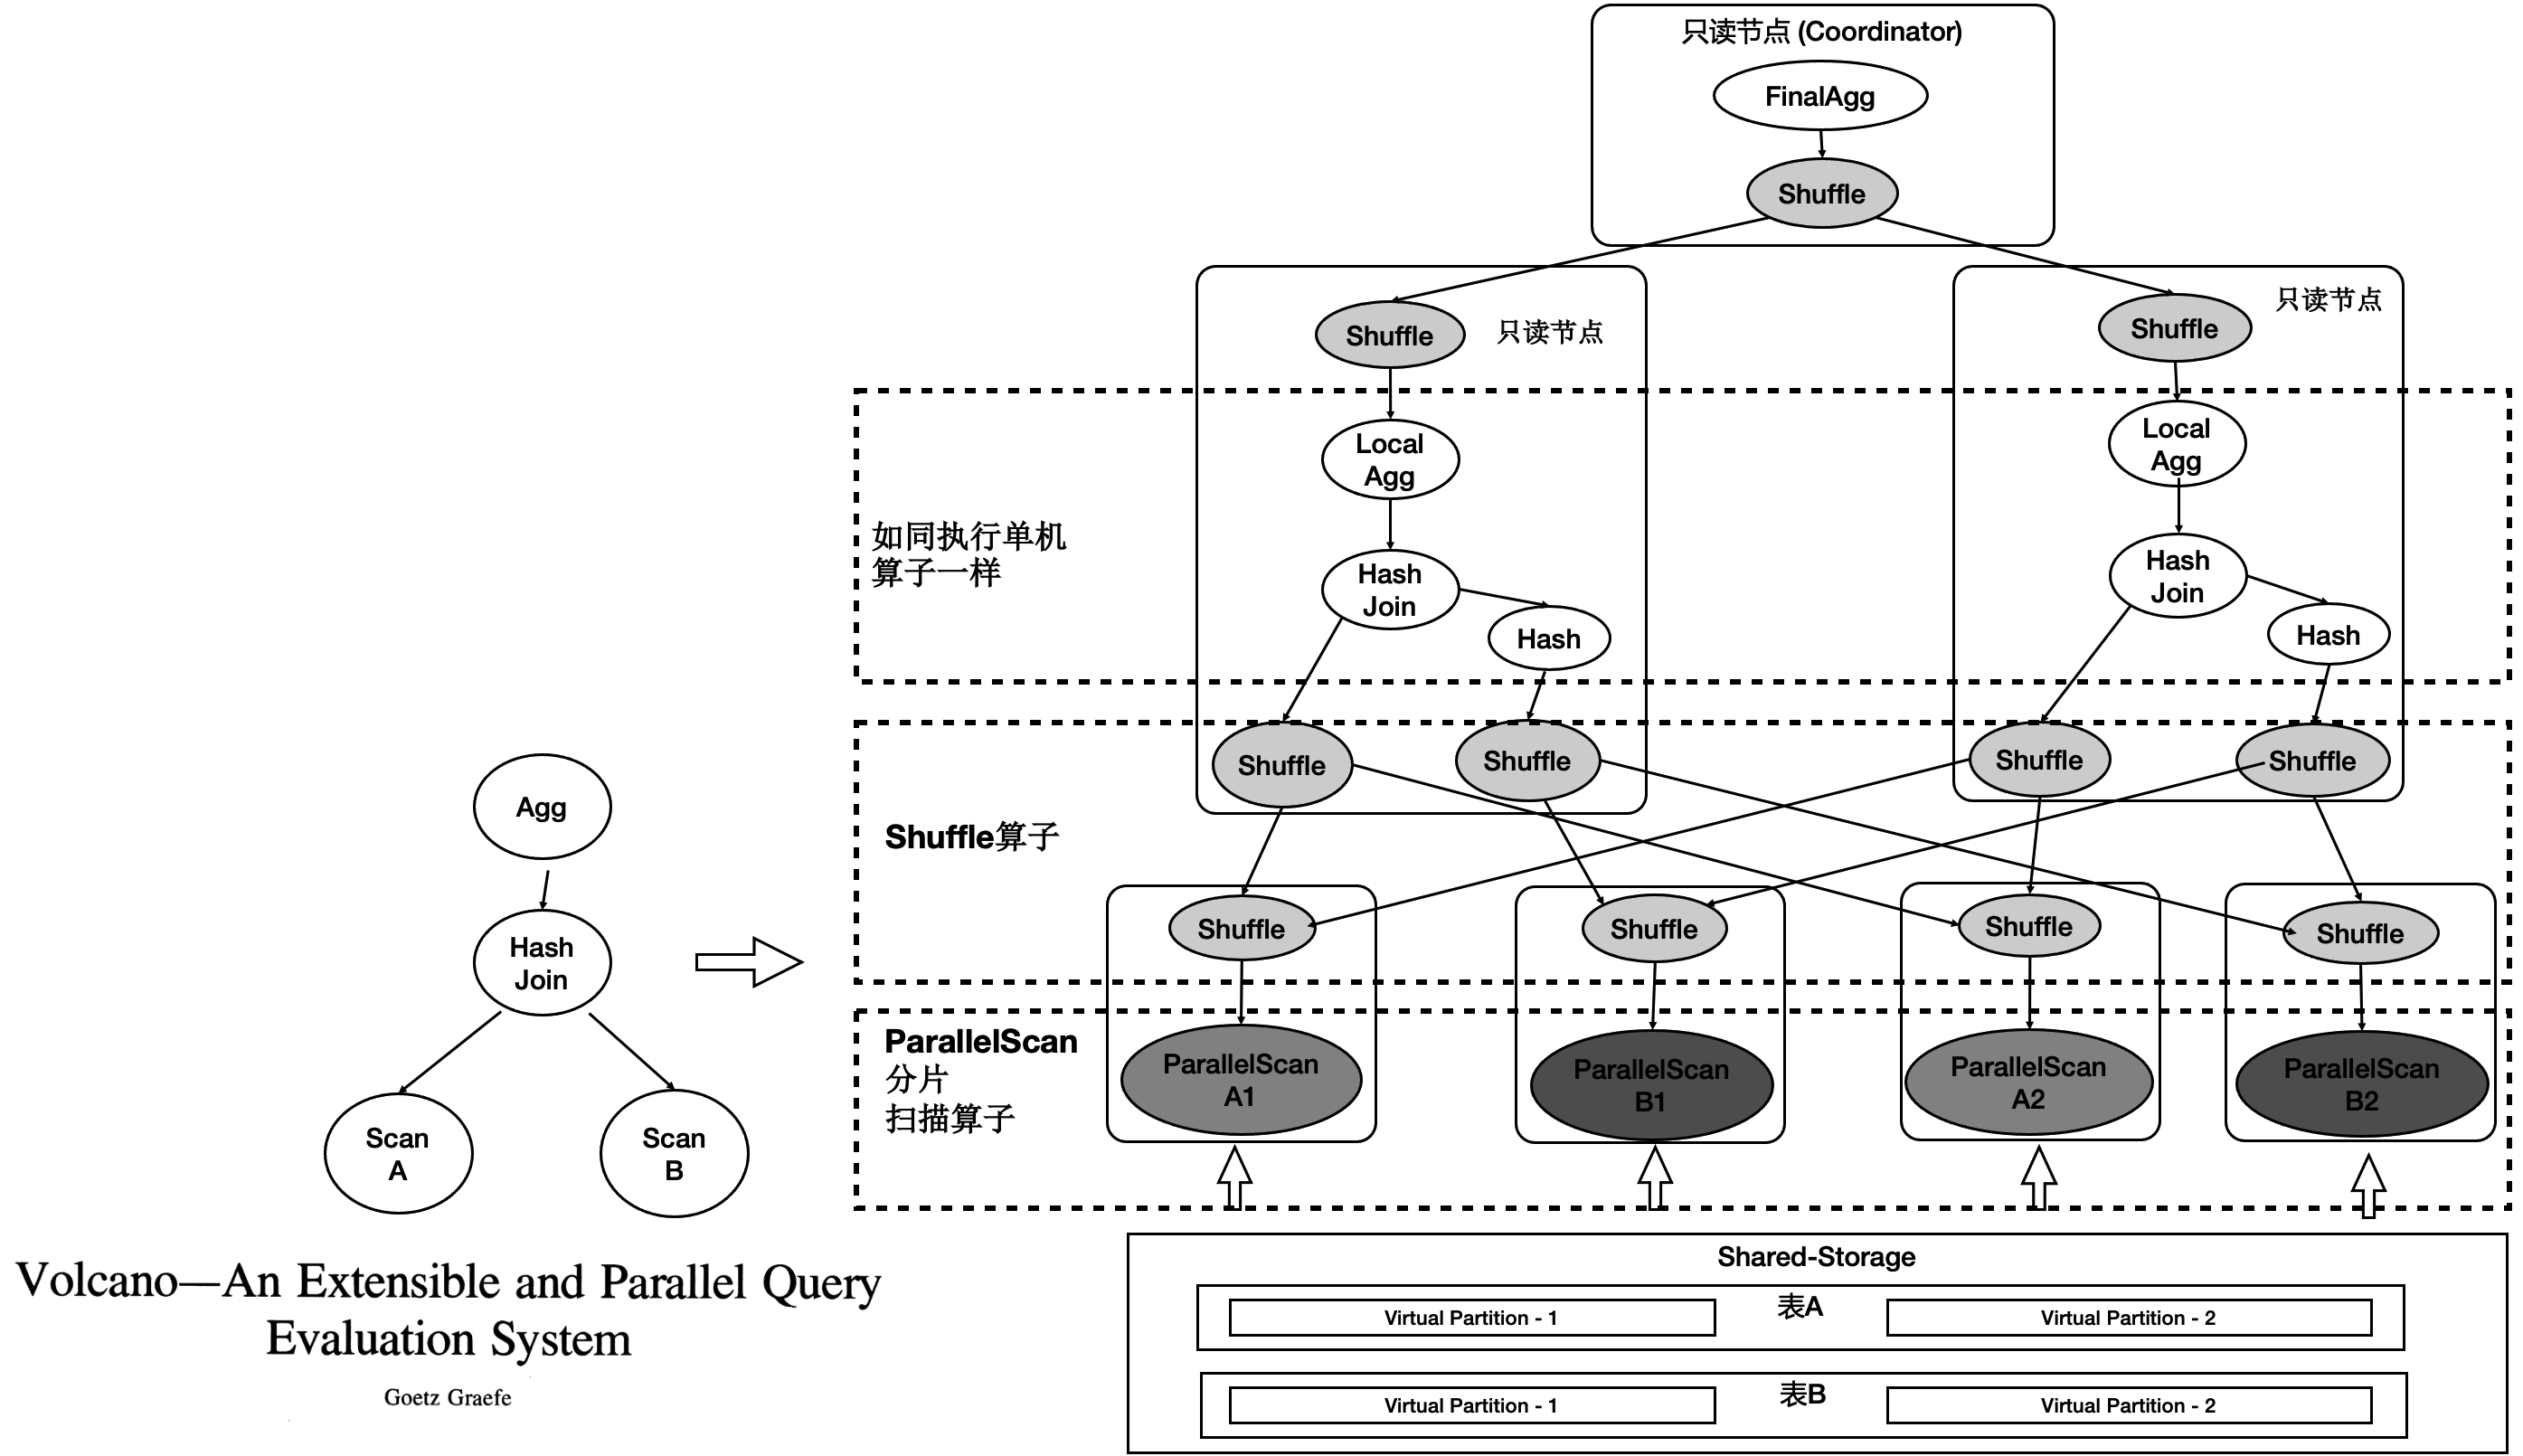 只读节点 (Coordinator)
FinalAgg
Shuffle
Shuffle
只读节点
Shuffle
只读节点
Local
Agg
Local
Agg
如同执行单机
算子一样
Hash
Join
Hash
Hash
Join
Hash
Shuffle
Shuffle
Shuffle
Shuffle
Shuffle算子
Shuffle
Shuffle
Shuffle
Shuffle
ParallelScan
分片
扫描算子
ParallelScan
A1
ParallelScan
B1
ParallelScan
A2
ParallelScan
B2
Agg
Hash
Join
Scan
A
Scan
B
Volcano—An Extensible and Parallel Query
Evaluation System
Goetz Graefe
Shared-Storage
表A
Virtual Partition - 1
Virtual Partition - 2
表B
Virtual Partition - 1
Virtual Partition - 2